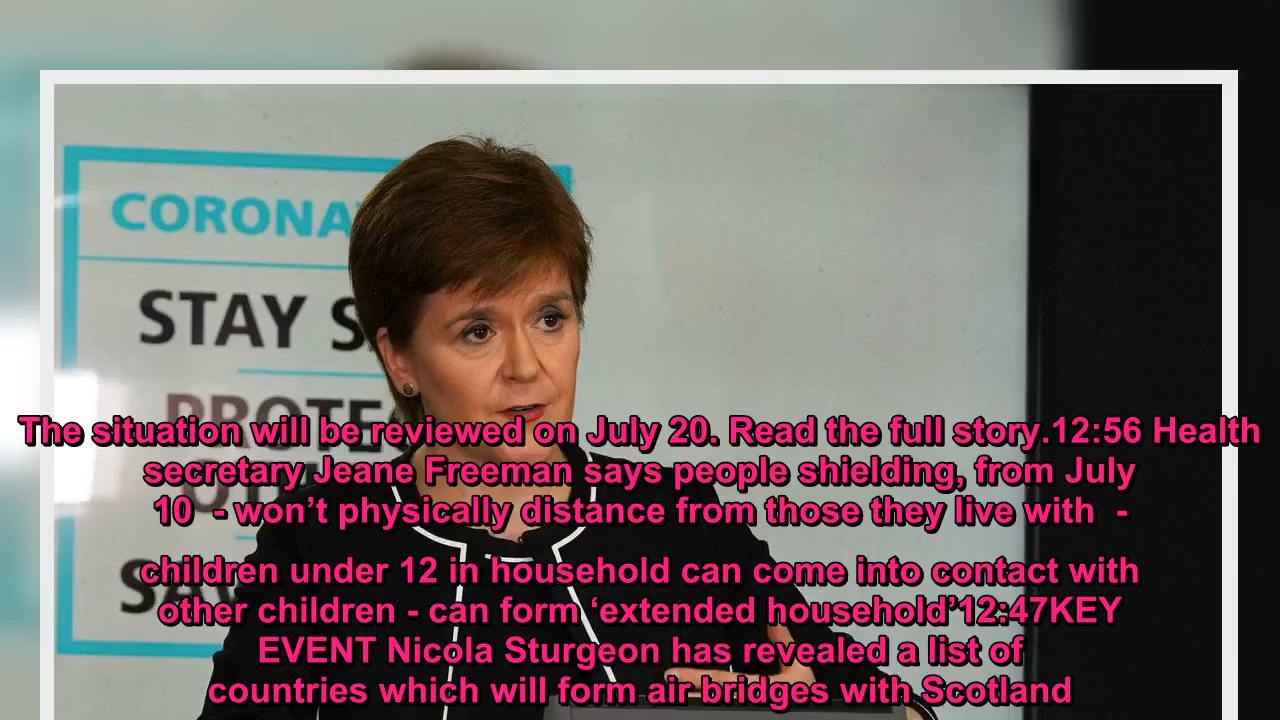 CORONA
STAY S
PROTE
SAV
The situation will be reviewed on July 20. Read the full story.12:56 Health
secretary Jeane Freeman says people shielding, from July
10  - won’t physically distance from those they live with  -
children under 12 in household can come into contact with
other children - can form ‘extended household’12:47KEY
EVENT Nicola Sturgeon has revealed a list of
countries which will form air bridges with Scotland